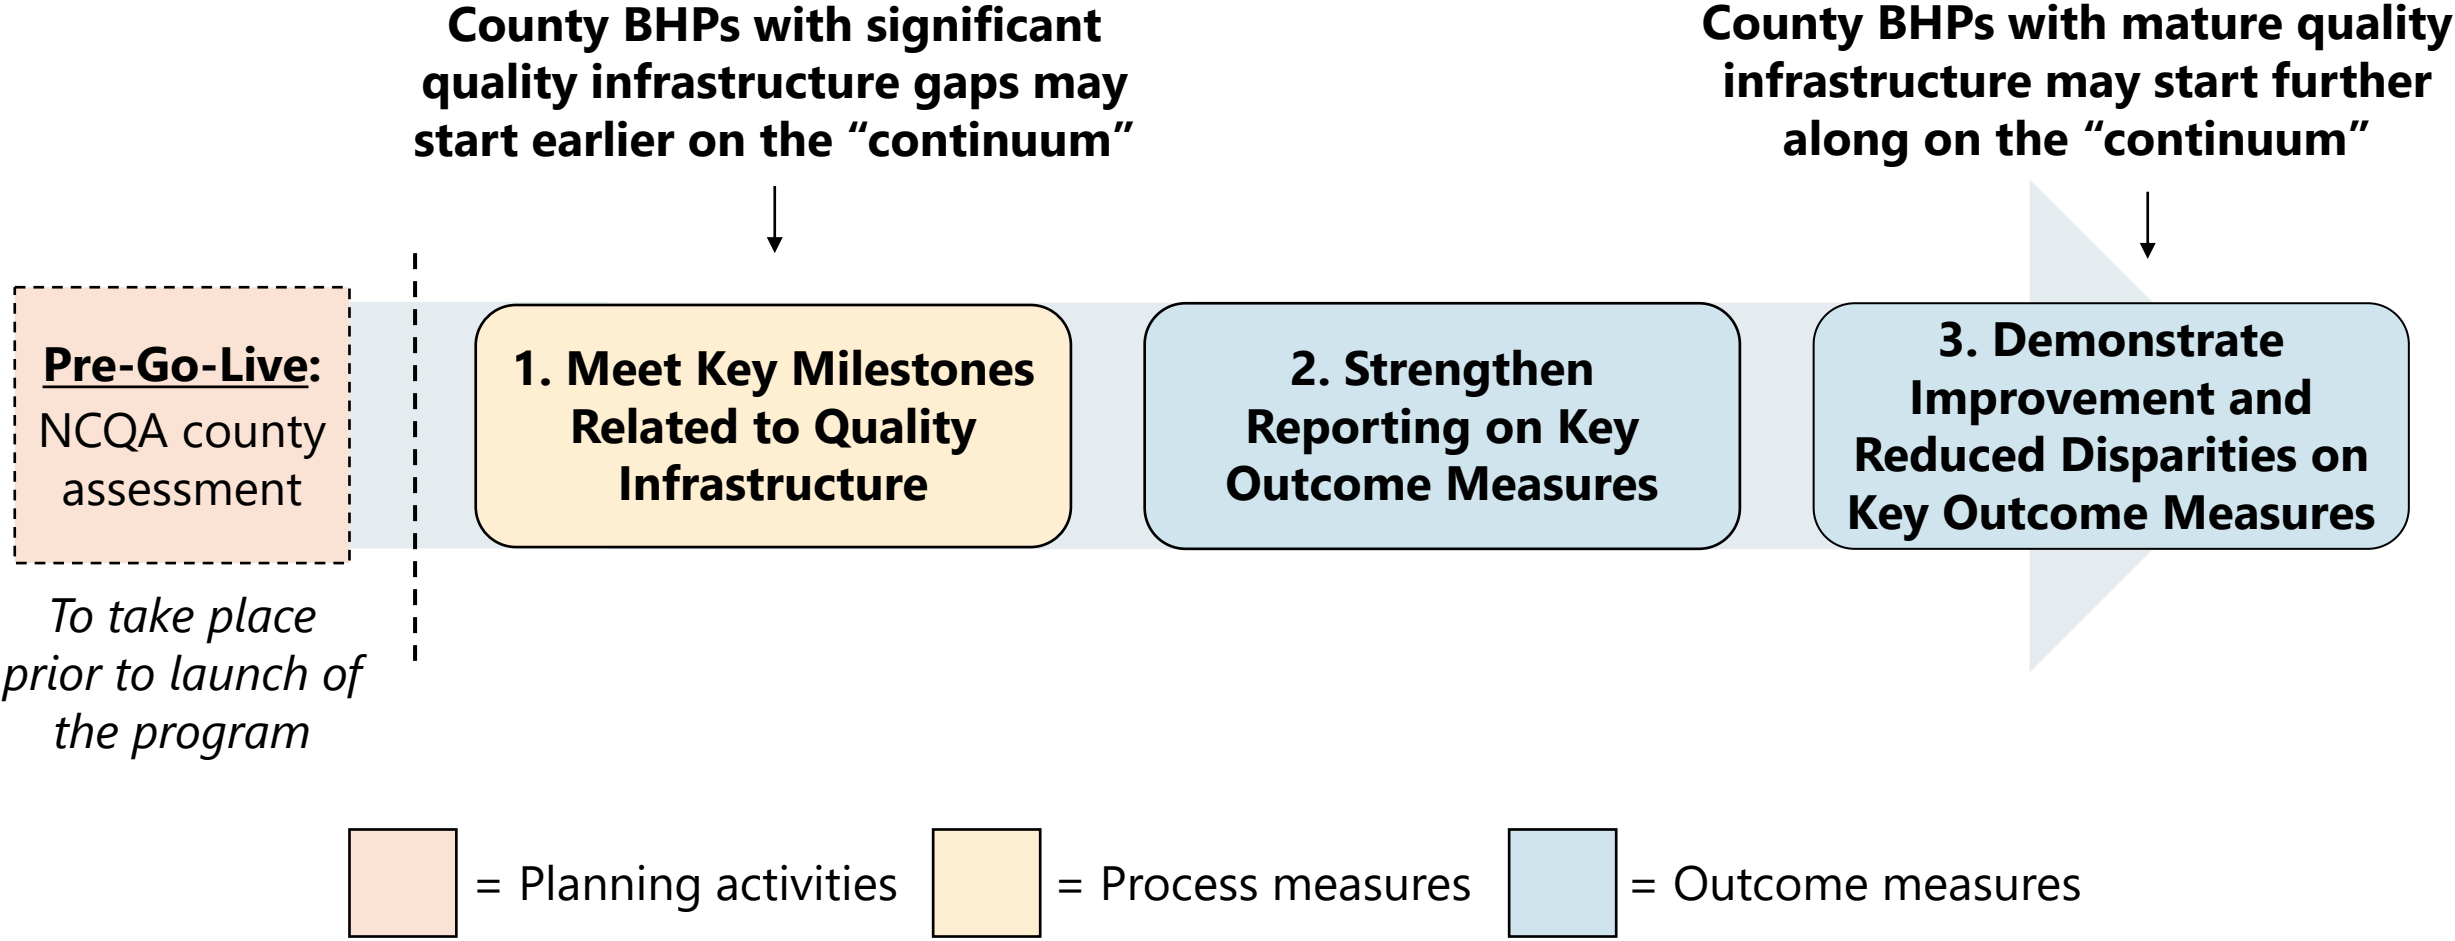 County BHPs with significant
quality infrastructure gaps may
start earlier on the “continuum”
County BHPs with mature quality
infrastructure may start further
along on the “continuum”
Pre-Go-Live:
NCQA county
assessment
To take place
prior to launch of
the program
1. Meet Key Milestones
Related to Quality
Infrastructure
2. Strengthen
Reporting on Key
Outcome Measures
3. Demonstrate
Improvement and
Reduced Disparities on
Key Outcome Measures
= Planning activities
= Process measures
= Outcome measures